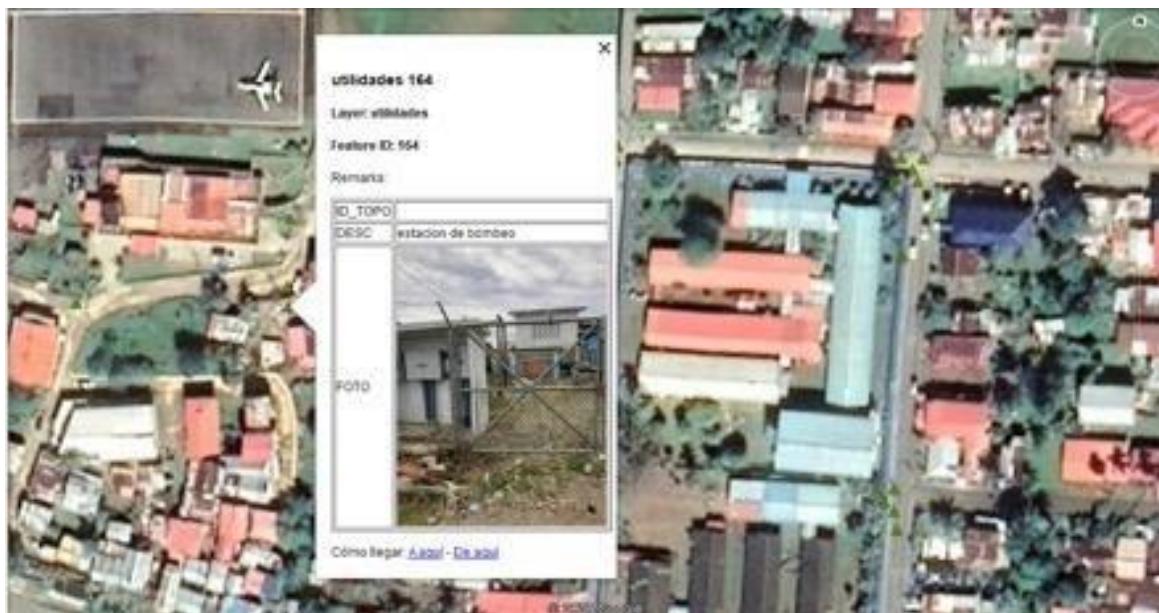 utilidades 164
Layer: utilidades
Feature ID: 164
Remarks:
ID_TOPO
DESC estacion de bombeo
FOTO
Cómo llegar: A aquí - De aquí